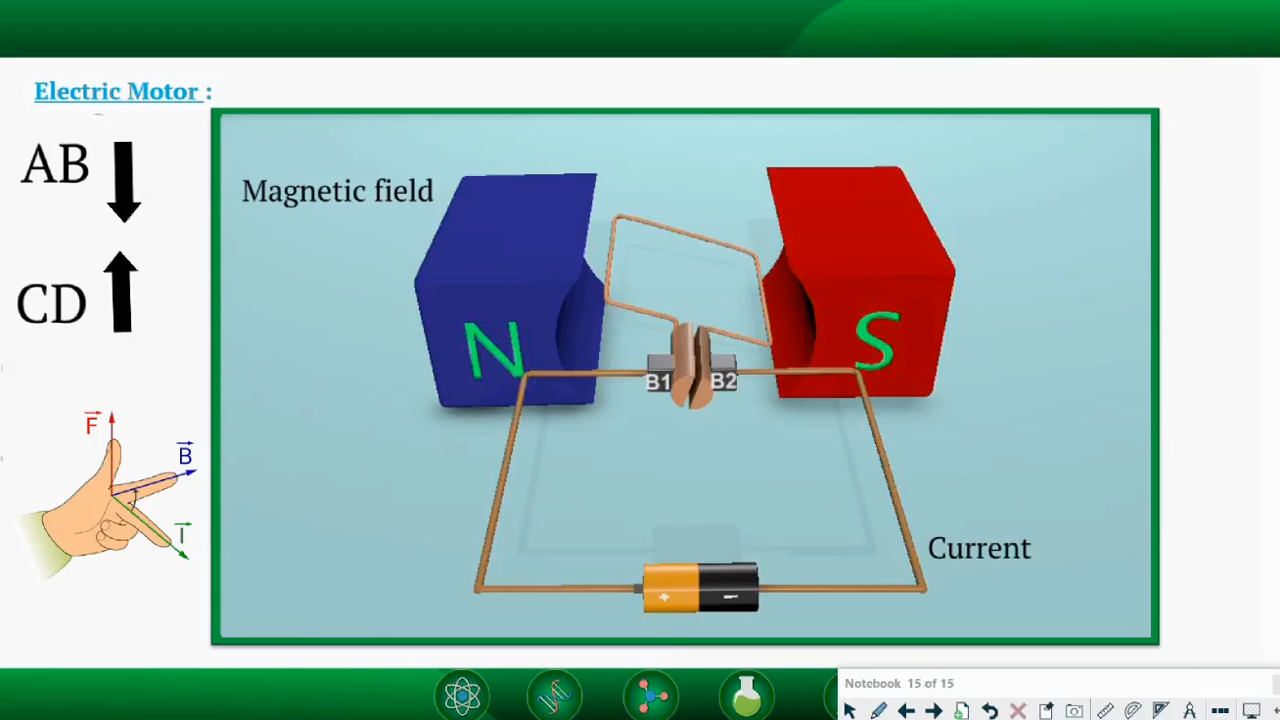 Electric Motor :
AB
CD
Magnetic field
N
S
B1
B2
F
B
I
+
-
Current
Notebook 15 of 15